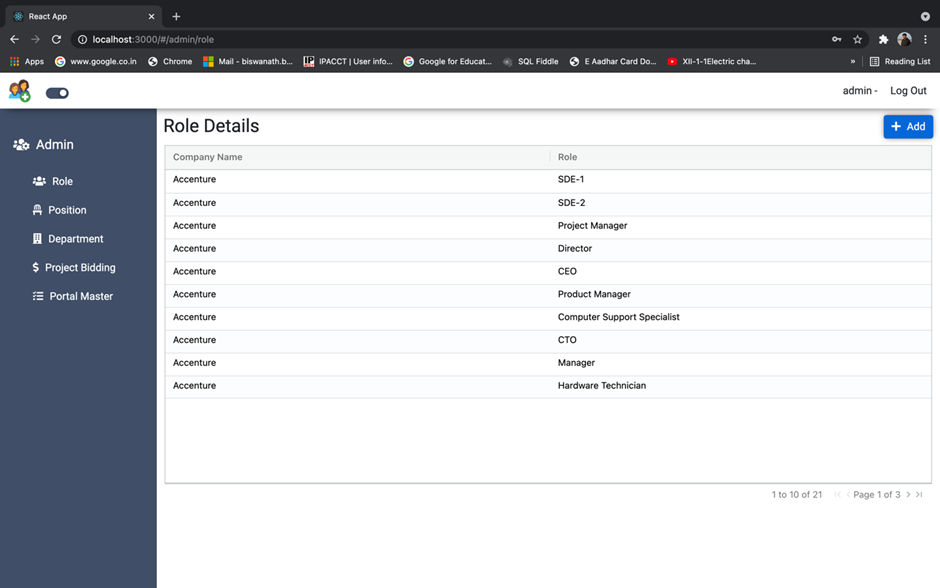 React App
localhost:3000/#/admin/role
Apps www.google.co.in Chrome Mail - biswanath.b... IPACCT | User info... Google for Educat... SQL Fiddle E Aadhar Card Do... XII-1-1Electric cha... » Reading List
admin - Log Out
Admin
Role
Position
Department
Project Bidding
Portal Master
Role Details
+ Add
Company Name Role
Accenture SDE-1
Accenture SDE-2
Accenture Project Manager
Accenture Director
Accenture CEO
Accenture Product Manager
Accenture Computer Support Specialist
Accenture CTO
Accenture Manager
Accenture Hardware Technician
1 to 10 of 21 Page 1 of 3